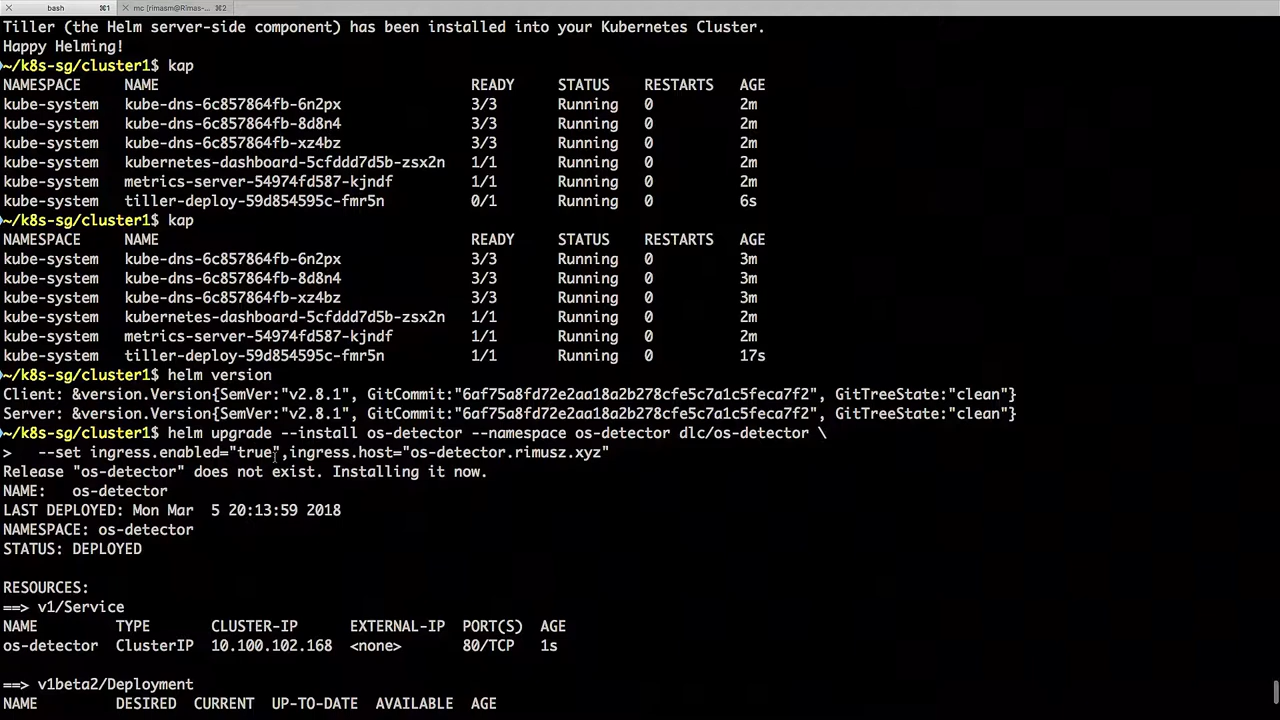 bash ⌘1 mc [rimasm@Rimas-... ⌘2
Tiller (the Helm server-side component) has been installed into your Kubernetes Cluster.
Happy Helming!
~/k8s-sg/cluster1$ kap
NAMESPACE NAME READY STATUS RESTARTS AGE
kube-system kube-dns-6c857864fb-6n2px 3/3 Running 0 2m
kube-system kube-dns-6c857864fb-8d8n4 3/3 Running 0 2m
kube-system kube-dns-6c857864fb-xz4bz 3/3 Running 0 2m
kube-system kubernetes-dashboard-5cfddd7d5b-zsx2n 1/1 Running 0 2m
kube-system metrics-server-54974fd587-kjndf 1/1 Running 0 2m
kube-system tiller-deploy-59d854595c-fmr5n 0/1 Running 0 6s
~/k8s-sg/cluster1$ kap
NAMESPACE NAME READY STATUS RESTARTS AGE
kube-system kube-dns-6c857864fb-6n2px 3/3 Running 0 3m
kube-system kube-dns-6c857864fb-8d8n4 3/3 Running 0 3m
kube-system kube-dns-6c857864fb-xz4bz 3/3 Running 0 3m
kube-system kubernetes-dashboard-5cfddd7d5b-zsx2n 1/1 Running 0 2m
kube-system metrics-server-54974fd587-kjndf 1/1 Running 0 2m
kube-system tiller-deploy-59d854595c-fmr5n 1/1 Running 0 17s
~/k8s-sg/cluster1$ helm version
Client: &version.Version{SemVer:"v2.8.1", GitCommit:"6af75a8fd72e2aa18a2b278cfe5c7a1c5feca7f2", GitTreeState:"clean"}
Server: &version.Version{SemVer:"v2.8.1", GitCommit:"6af75a8fd72e2aa18a2b278cfe5c7a1c5feca7f2", GitTreeState:"clean"}
~/k8s-sg/cluster1$ helm upgrade --install os-detector --namespace os-detector dlc/os-detector \
> --set ingress.enabled="true",ingress.host="os-detector.rimusz.xyz"
Release "os-detector" does not exist. Installing it now.
NAME: os-detector
LAST DEPLOYED: Mon Mar 5 20:13:59 2018
NAMESPACE: os-detector
STATUS: DEPLOYED
RESOURCES:
==> v1/Service
NAME TYPE CLUSTER-IP EXTERNAL-IP PORT(S) AGE
os-detector ClusterIP 10.100.102.168 <none> 80/TCP 1s
==> v1beta2/Deployment
NAME DESIRED CURRENT UP-TO-DATE AVAILABLE AGE